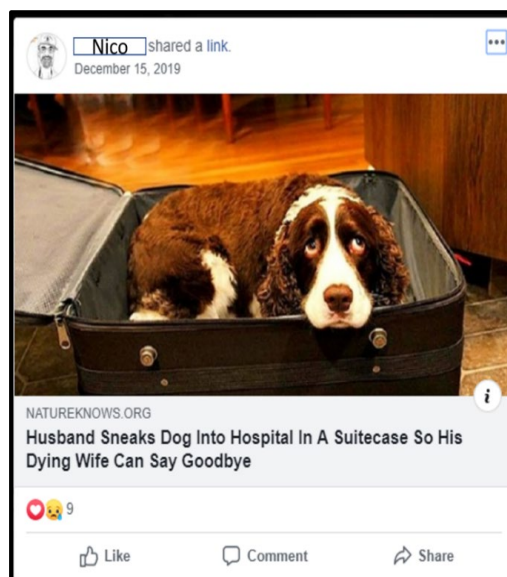 Nico shared a link.
December 15, 2019
i
NATUREKNOWS.ORG
Husband Sneaks Dog Into Hospital In A Suitecase So His
Dying Wife Can Say Goodbye
9
Like Comment Share